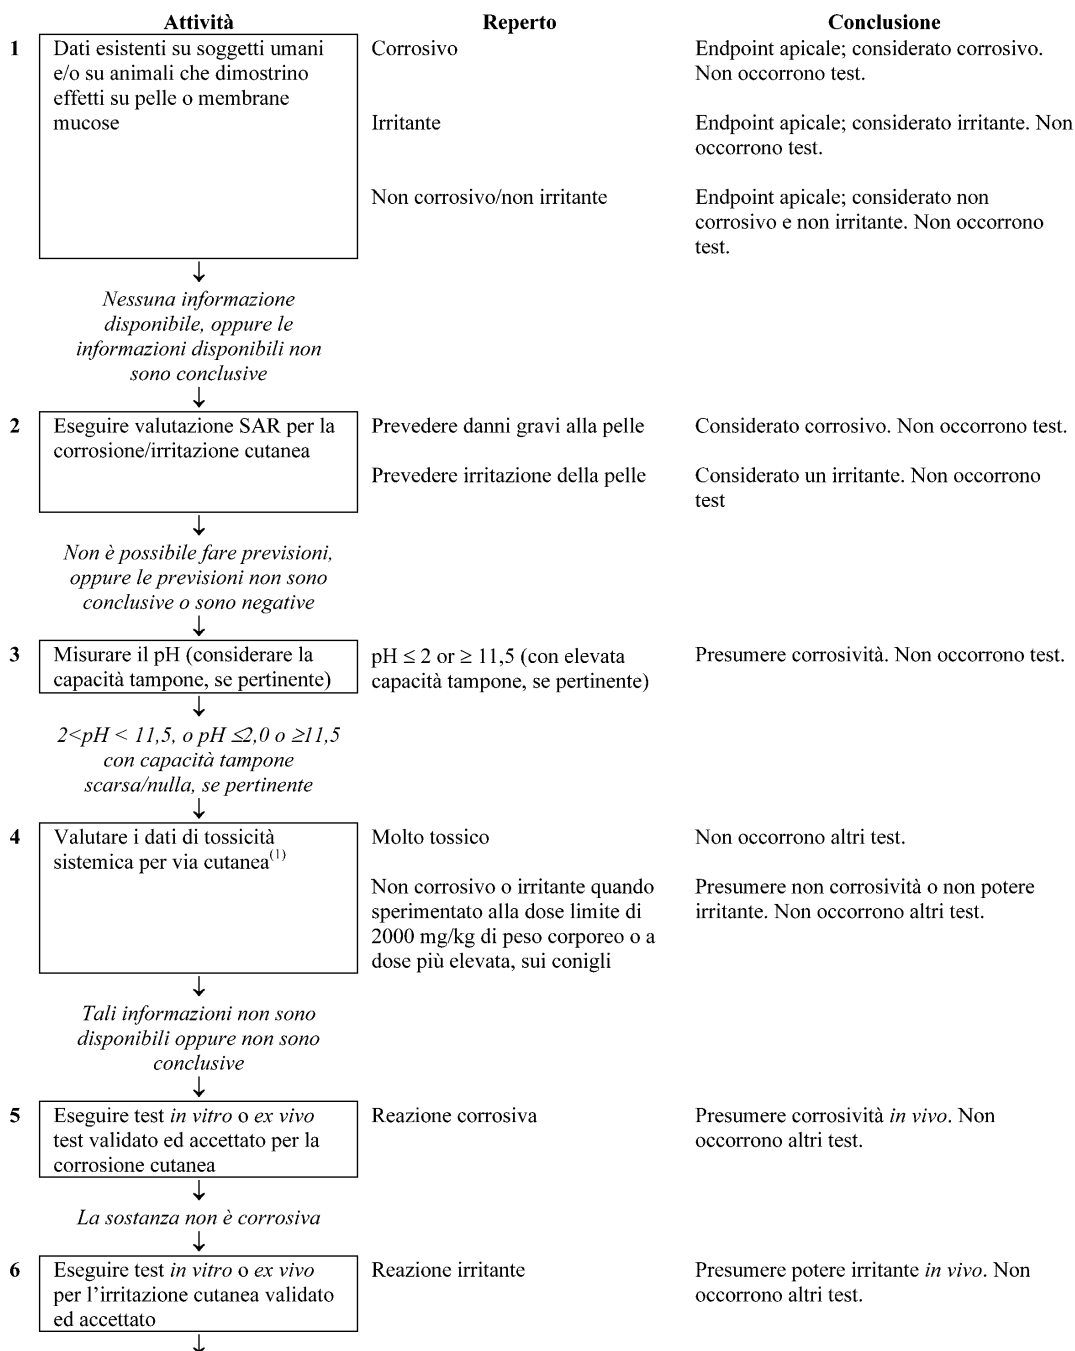 Attività Reperto Conclusione
1 Dati esistenti su soggetti umani Corrosivo Endpoint apicale; considerato corrosivo.
e/o su animali che dimostrino Non occorrono test.
effetti su pelle o membrane
mucose Irritante Endpoint apicale; considerato irritante. Non
occorrono test.
Non corrosivo/non irritante Endpoint apicale; considerato non
corrosivo e non irritante. Non occorrono
test.
↓
Nessuna informazione
disponibile, oppure le
informazioni disponibili non
sono conclusive
↓
2 Eseguire valutazione SAR per la Prevedere danni gravi alla pelle Considerato corrosivo. Non occorrono test.
corrosione/irritazione cutanea
Prevedere irritazione della pelle Considerato un irritante. Non occorrono
test
↓
Non è possibile fare previsioni,
oppure le previsioni non sono
conclusive o sono negative
↓
3 Misurare il pH (considerare la pH ≤ 2 or ≥ 11,5 (con elevata Presumere corrosività. Non occorrono test.
capacità tampone, se pertinente) capacità tampone, se pertinente)
↓
2<pH < 11,5, o pH ≤2,0 o ≥11,5
con capacità tampone
scarsa/nulla, se pertinente
↓
4 Valutare i dati di tossicità Molto tossico Non occorrono altri test.
sistemica per via cutanea(1)
Non corrosivo o irritante quando Presumere non corrosività o non potere
sperimentato alla dose limite di irritante. Non occorrono altri test.
2000 mg/kg di peso corporeo o a
dose più elevata, sui conigli
↓
Tali informazioni non sono
disponibili oppure non sono
conclusive
↓
5 Eseguire test in vitro o ex vivo Reazione corrosiva Presumere corrosività in vivo. Non
test validato ed accettato per la occorrono altri test.
corrosione cutanea
↓
La sostanza non è corrosiva
↓
6 Eseguire test in vitro o ex vivo Reazione irritante Presumere potere irritante in vivo. Non
per l'irritazione cutanea validato occorrono altri test.
ed accettato
↓